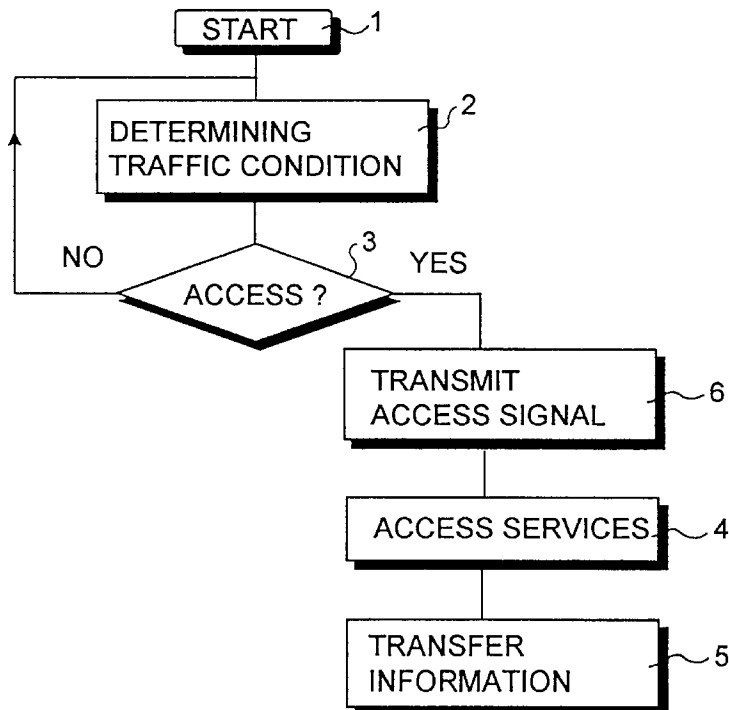 START
1
DETERMINING
TRAFFIC CONDITION
2
NO
ACCESS ?
3
YES
TRANSMIT
ACCESS SIGNAL
6
ACCESS SERVICES
4
TRANSFER
INFORMATION
5